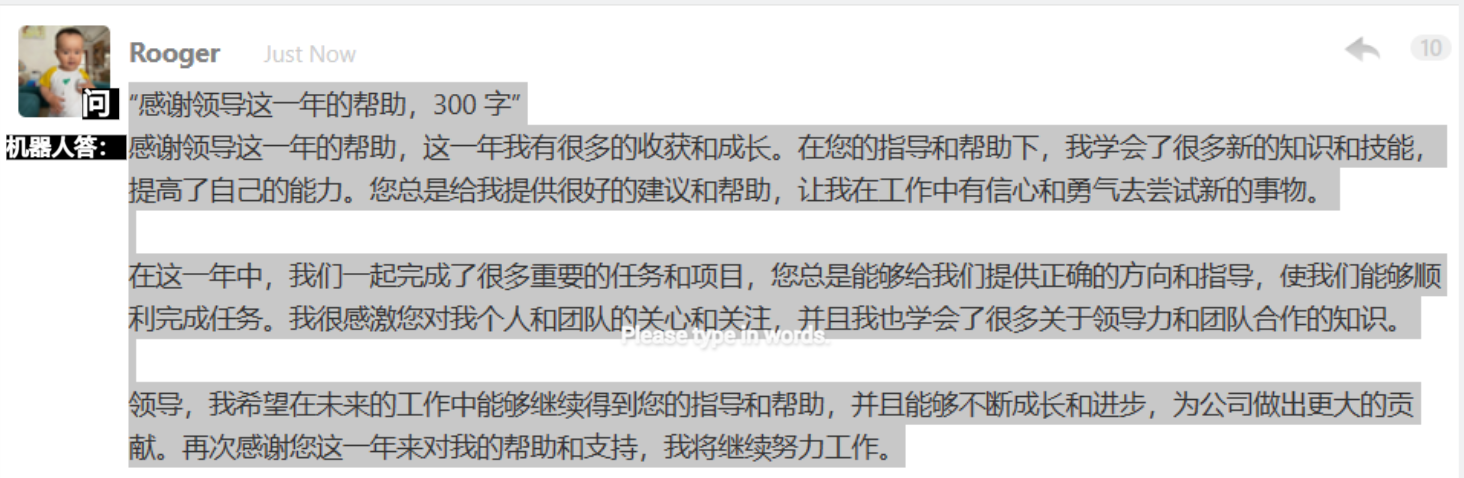 Rooger Just Now 10
问 “感谢领导这一年的帮助，300 字”
机器人答： 感谢领导这一年的帮助，这一年我有很多的收获和成长。在您的指导和帮助下，我学会了很多新的知识和技能，
提高了自己的能力。您总是给我提供很好的建议和帮助，让我在工作中有信心和勇气去尝试新的事物。
在这一年中，我们一起完成了很多重要的任务和项目，您总是能够给我们提供正确的方向和指导，使我们能够顺
利完成任务。我很感激您对我个人和团队的关心和关注，并且我也学会了很多关于领导力和团队合作的知识。
Please type in words.
领导，我希望在未来的工作中能够继续得到您的指导和帮助，并且能够不断成长和进步，为公司做出更大的贡
献。再次感谢您这一年来对我的帮助和支持，我将继续努力工作。